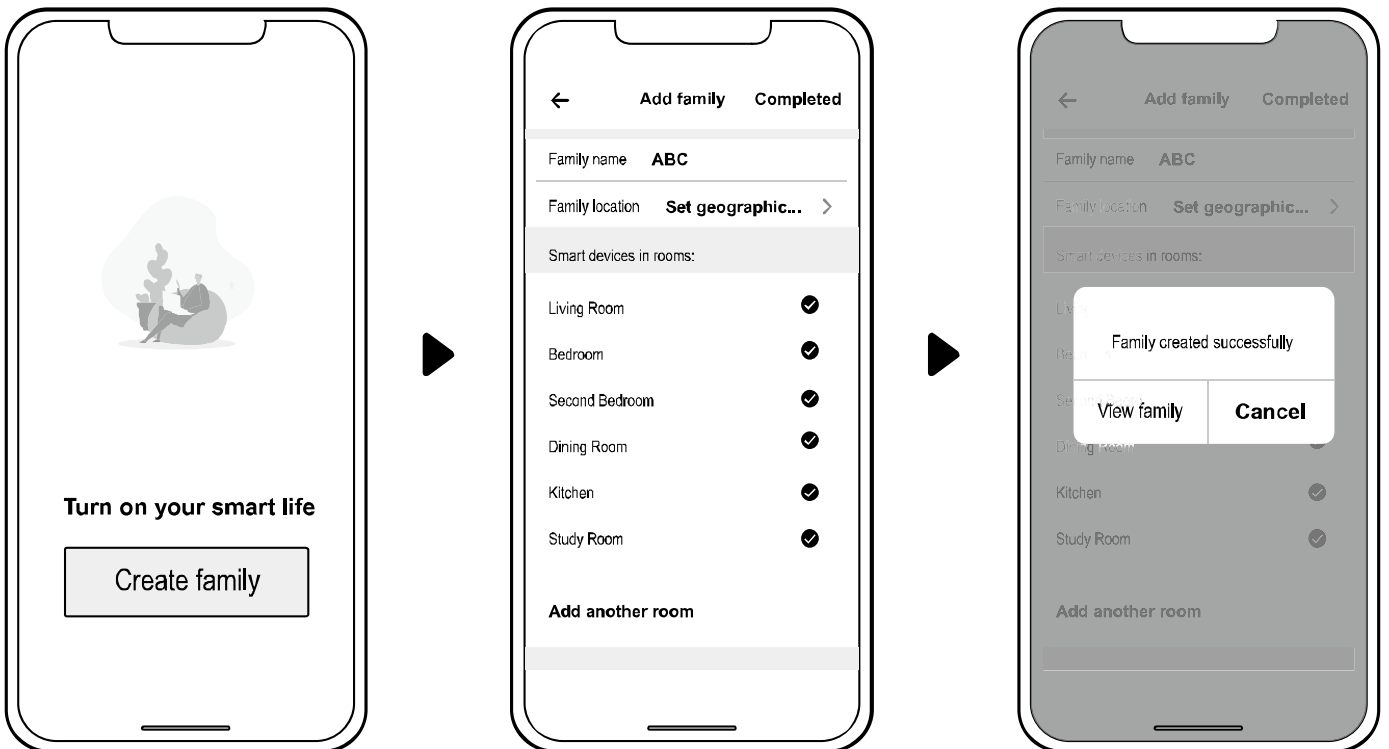 Turn on your smart life
Create family
Add family Completed
Family name ABC
Family location Set geographic...
Smart devices in rooms:
Living Room
Bedroom
Second Bedroom
Dining Room
Kitchen
Study Room
Add another room
Add family Completed
Family name ABC
Family location Set geographic...
Smart devices in rooms:
Family created successfully
View family Cancel
Kitchen
Study Room
Add another room